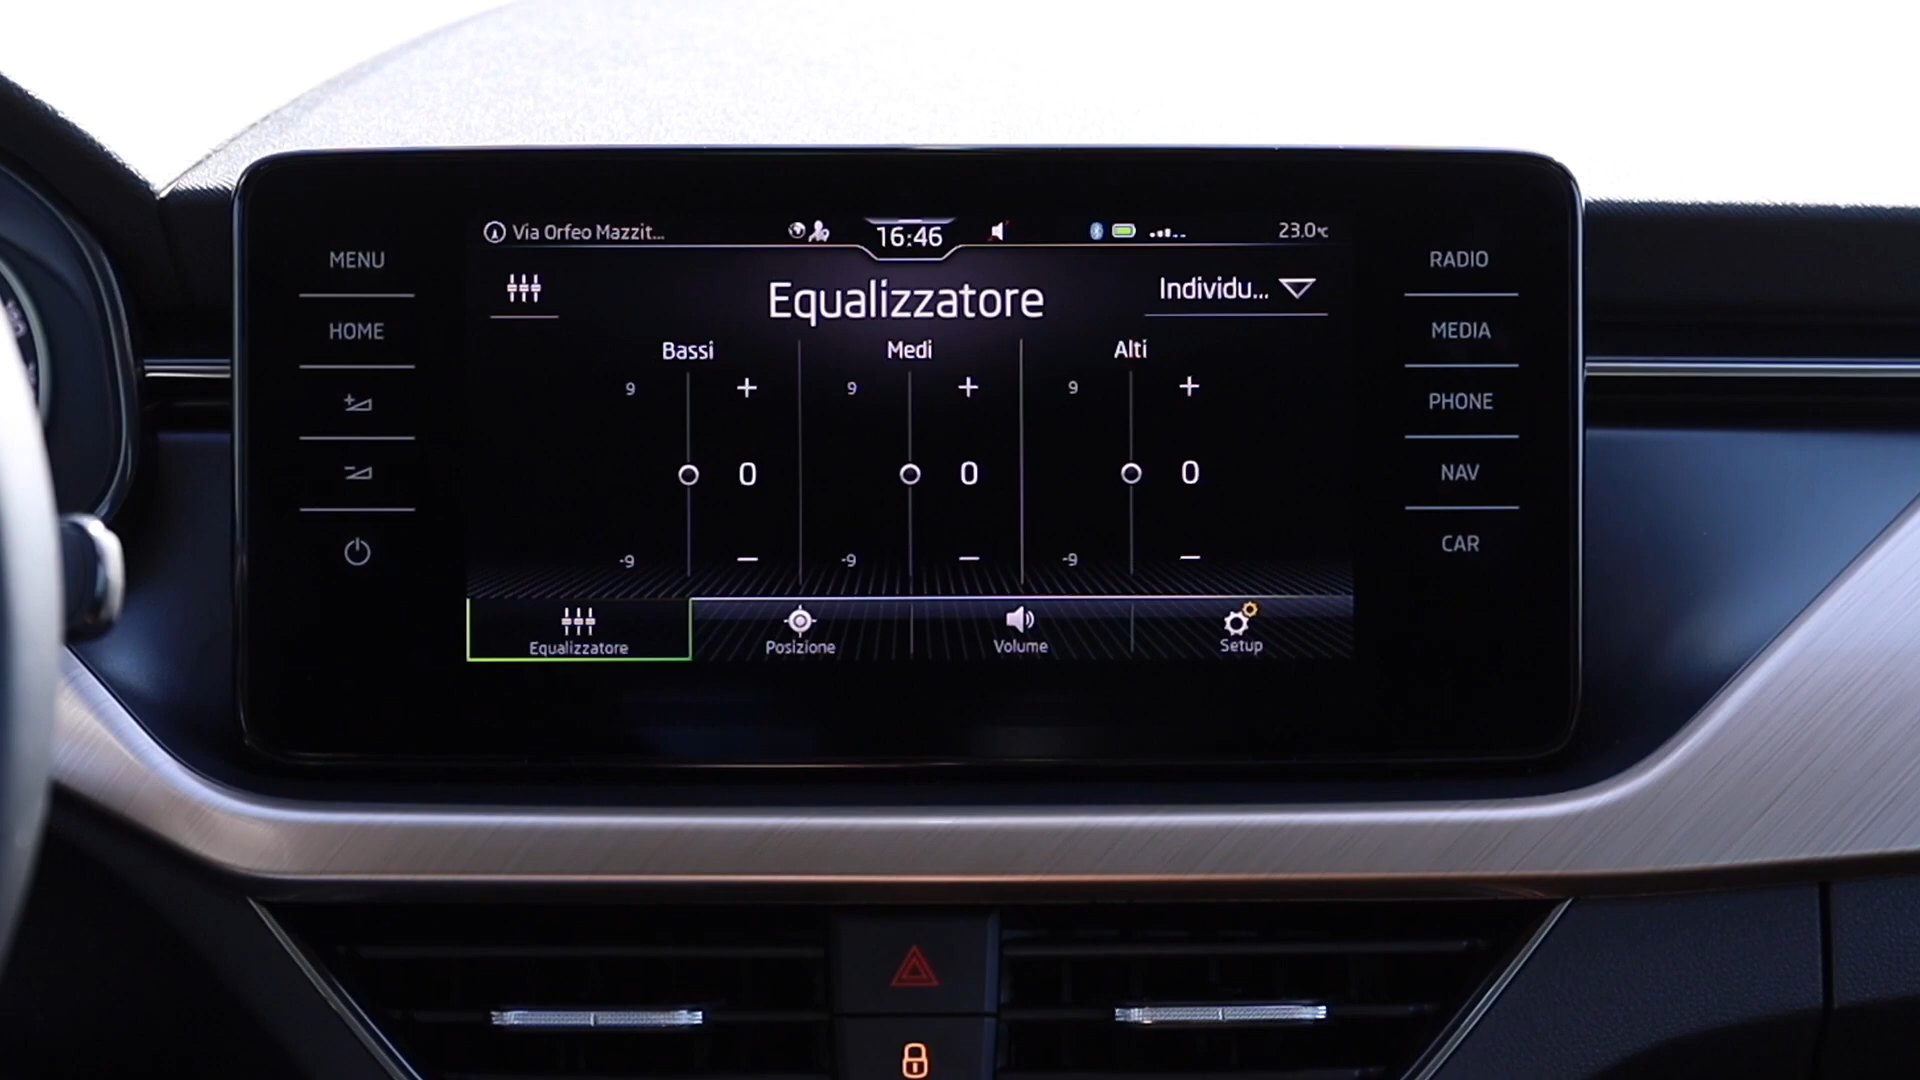 Via Orfeo Mazzit...
16:46
23.0°C
MENU
HOME
RADIO
MEDIA
PHONE
NAV
CAR
Equalizzatore
Individu...
Bassi
Medi
Alti
9
+
9
+
9
+
0
0
0
-9
−
-9
−
-9
−
Equalizzatore
Posizione
Volume
Setup